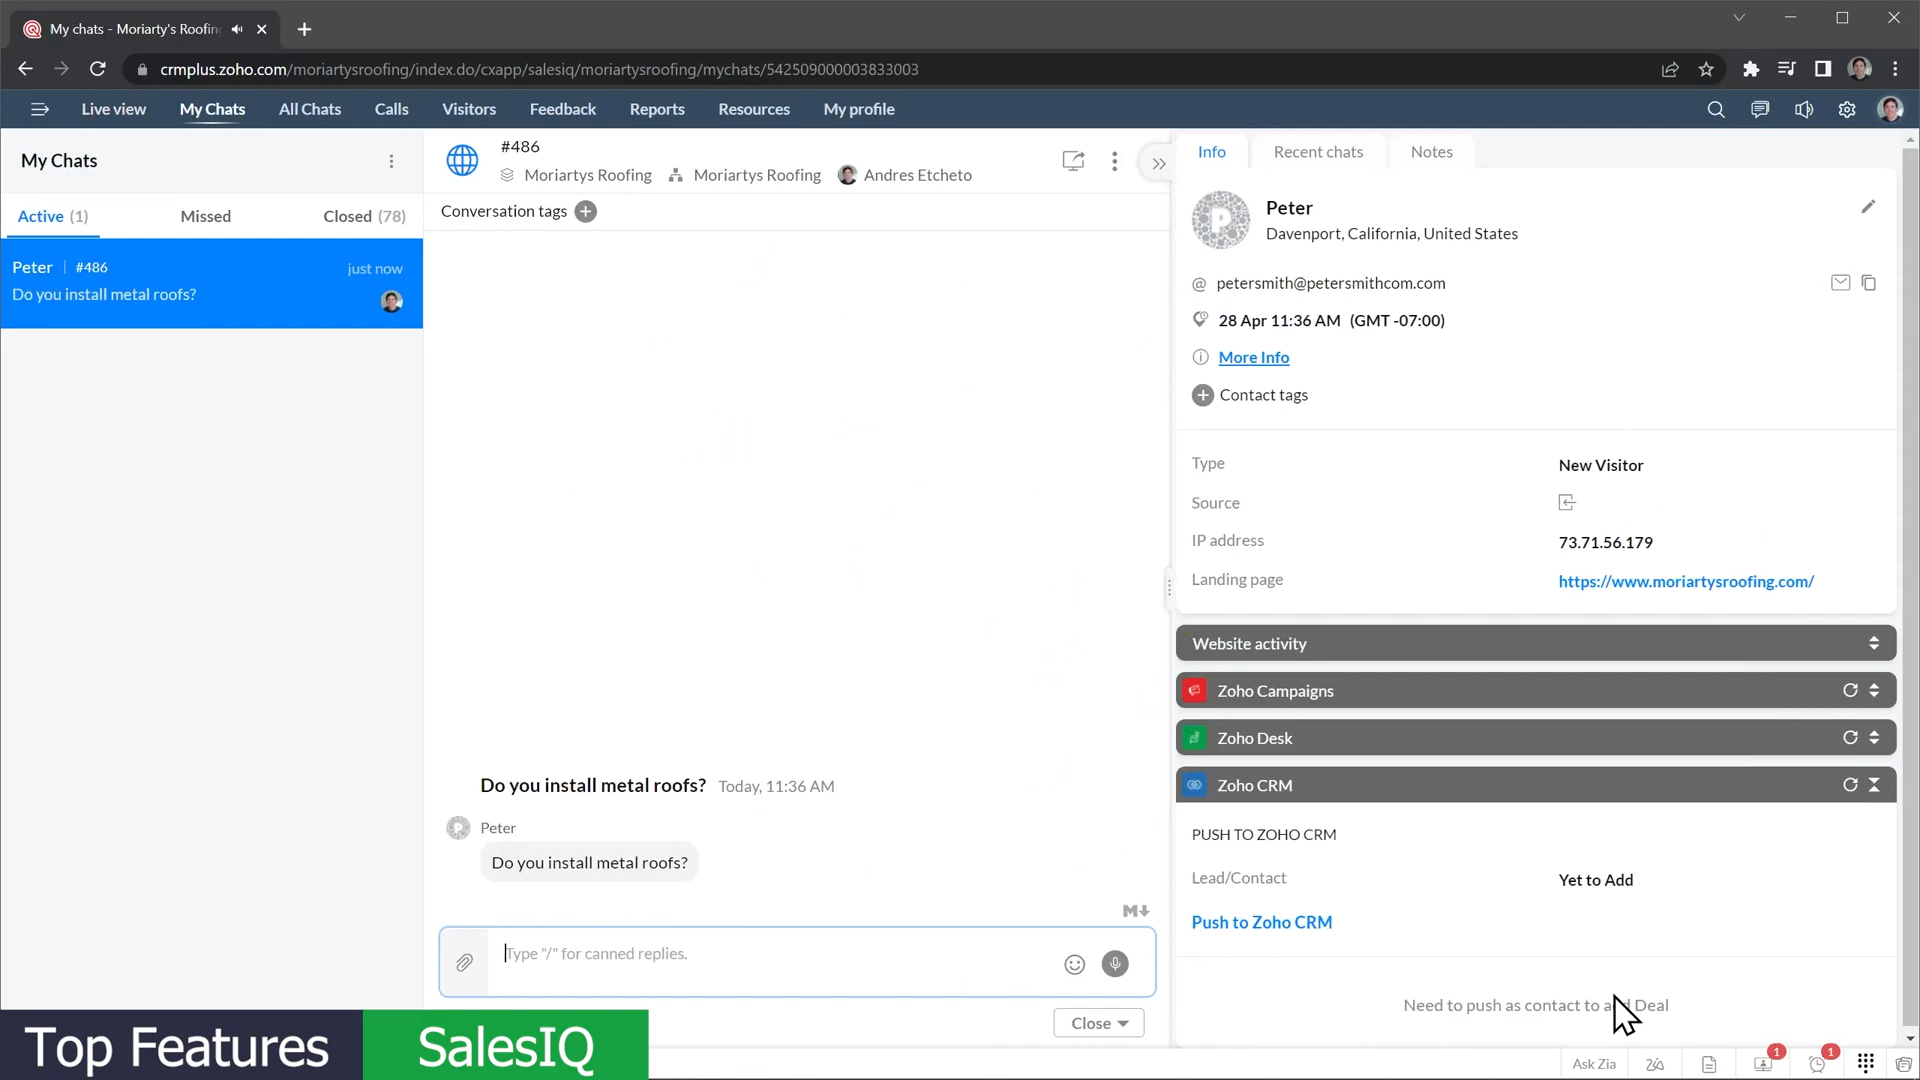 My chats - Moriarty's Roofin
crmplus.zoho.com/moriartysroofing/index.do/cxapp/salesiq/moriartysroofing/mychats/542509000003833003
Live view My Chats All Chats Calls Visitors Feedback Reports Resources My profile
My Chats
Active (1) Missed Closed (78)
Peter #486 just now
Do you install metal roofs?
#486
Moriartys Roofing Moriartys Roofing Andres Etcheto
Conversation tags
Do you install metal roofs? Today, 11:36 AM
P Peter
Do you install metal roofs?
M
Type "/" for canned replies.
Close
Info Recent chats Notes
P
Peter
Davenport, California, United States
@ petersmith@petersmithcom.com
28 Apr 11:36 AM (GMT -07:00)
More Info
Contact tags
Type New Visitor
Source
IP address 73.71.56.179
Landing page https://www.moriartysroofing.com/
Website activity
Zoho Campaigns
Zoho Desk
Zoho CRM
PUSH TO ZOHO CRM
Lead/Contact Yet to Add
Push to Zoho CRM
Need to push as contact to Deal
Ask Zia 1 1
Top Features SalesIQ